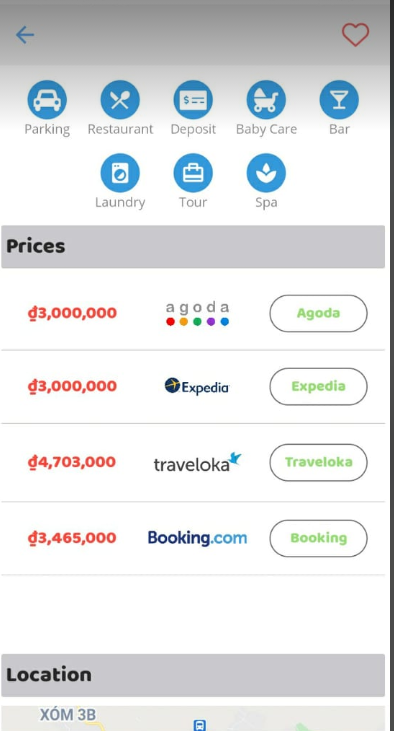 Parking Restaurant Deposit Baby Care Bar
Laundry Tour Spa
Prices
₫3,000,000 agoda Agoda
₫3,000,000 Expedia Expedia
₫4,703,000 traveloka Traveloka
₫3,465,000 Booking.com Booking
Location
XÓM 3B